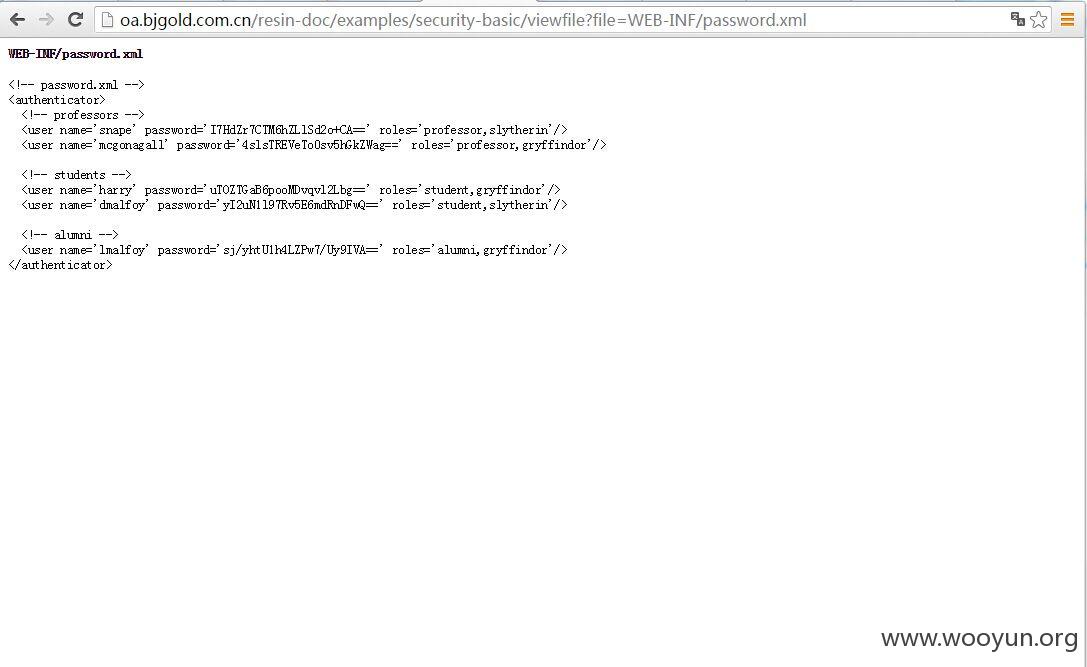 oa.bjgold.com.cn/resin-doc/examples/security-basic/viewfile?file=WEB-INF/password.xml
WEB-INF/password.xml
<!-- password.xml -->
<authenticator>
<!-- professors -->
<user name='snape' password='I7HdZr7CTM6hZLlSd2o+CA==' roles='professor,slytherin'/>
<user name='mcgonagall' password='4slsTREVeTo0sv5hGkZWag==' roles='professor,gryffindor'/>
<!-- students -->
<user name='harry' password='uTOZTGaB6pooMDvqvl2Lbg==' roles='student,gryffindor'/>
<user name='dmalfoy' password='yI2uN1l97Rv5E6mdRnDFwQ==' roles='student,slytherin'/>
<!-- alumni -->
<user name='lmalfoy' password='sj/yhtU1h4LZPw7/Uy9IVA==' roles='alumni,gryffindor'/>
</authenticator>
www.wooyun.org